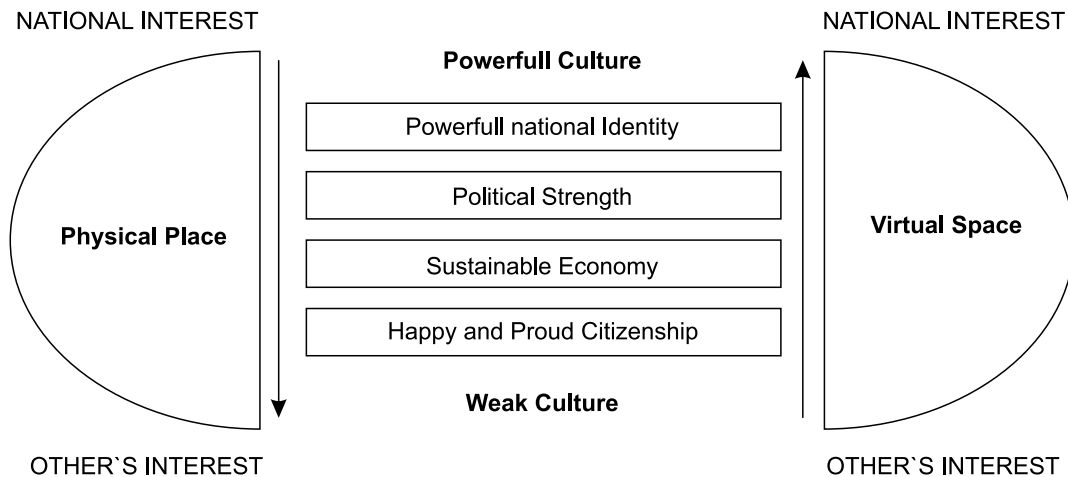 NATIONAL INTEREST
NATIONAL INTEREST
Powerfull Culture
Powerfull national Identity
Political Strength
Physical Place
Virtual Space
Sustainable Economy
Happy and Proud Citizenship
Weak Culture
OTHER`S INTEREST
OTHER`S INTEREST